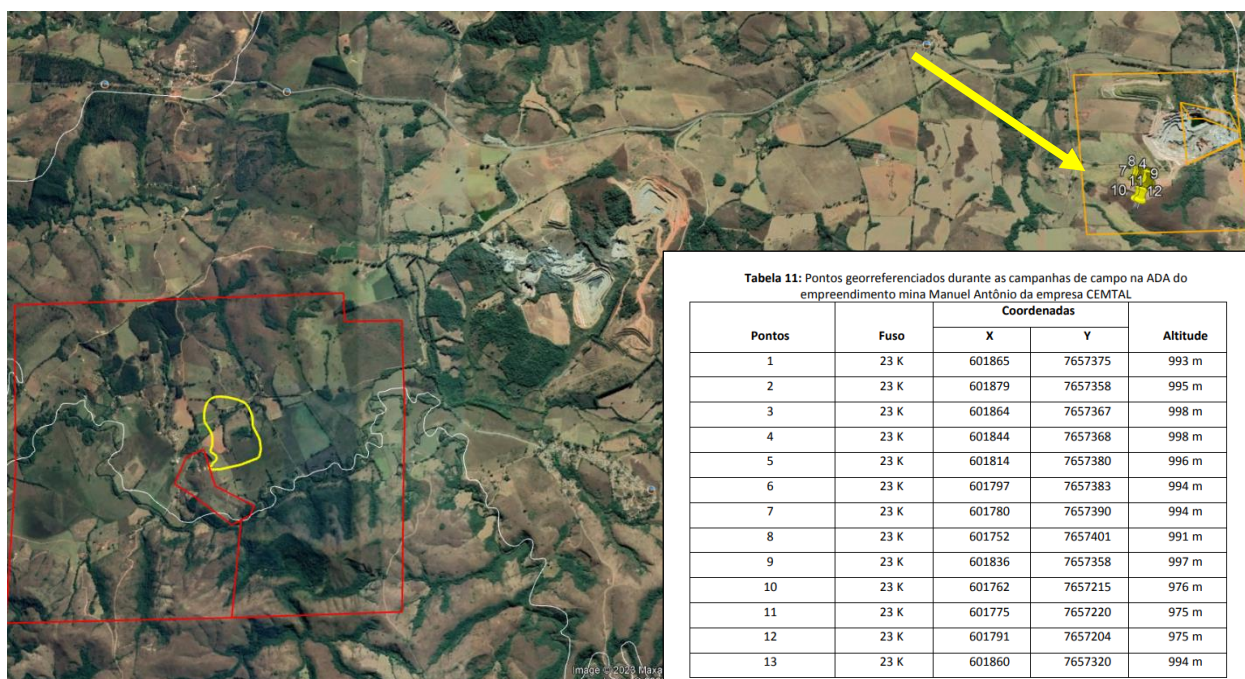 8 4
7 9
11
10 12
Tabela 11: Pontos georreferenciados durante as campanhas de campo na ADA do
empreendimento mina Manuel Antônio da empresa CEMTAL
Pontos Fuso Coordenadas Altitude
X Y
1 23 K 601865 7657375 993 m
2 23 K 601879 7657358 995 m
3 23 K 601864 7657367 998 m
4 23 K 601844 7657368 998 m
5 23 K 601814 7657380 996 m
6 23 K 601797 7657383 994 m
7 23 K 601780 7657390 994 m
8 23 K 601752 7657401 991 m
9 23 K 601836 7657358 997 m
10 23 K 601762 7657215 976 m
11 23 K 601775 7657220 975 m
12 23 K 601791 7657204 975 m
13 23 K 601860 7657320 994 m
Image © 2023 Maxa